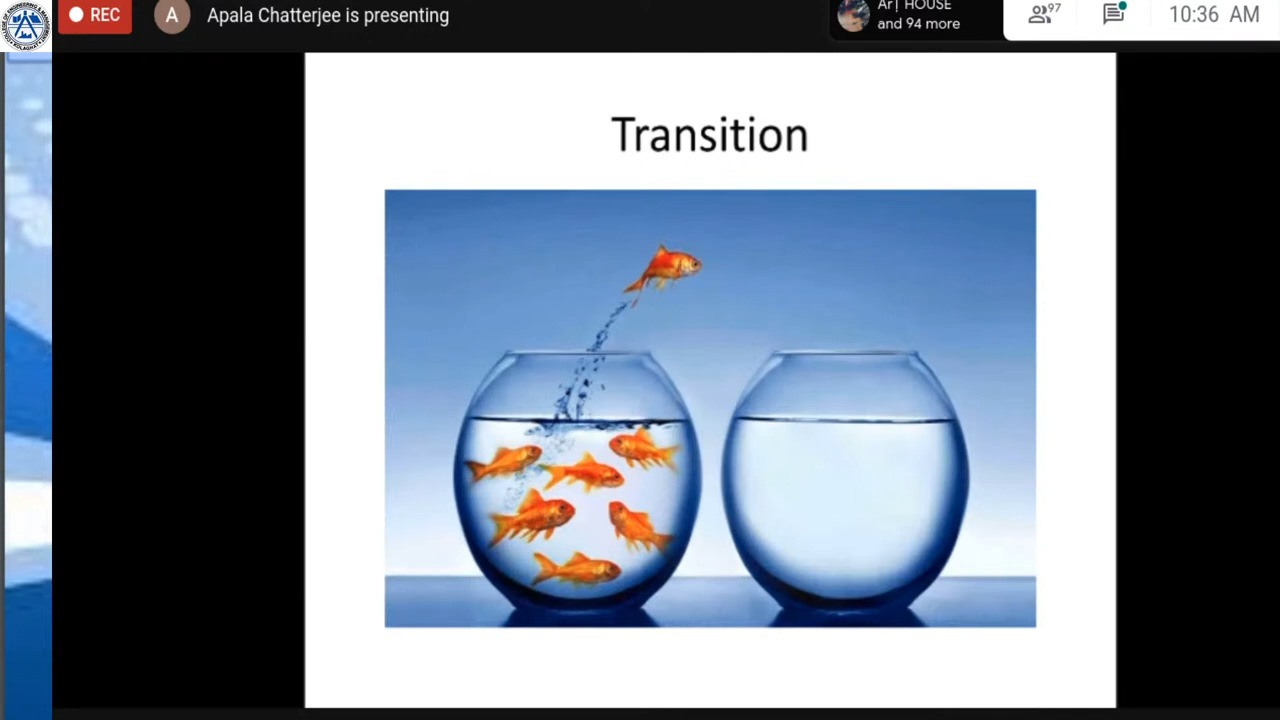 REC
A
Apala Chatterjee is presenting
Ar| HOUSE
and 94 more
97
10:36 AM
Transition